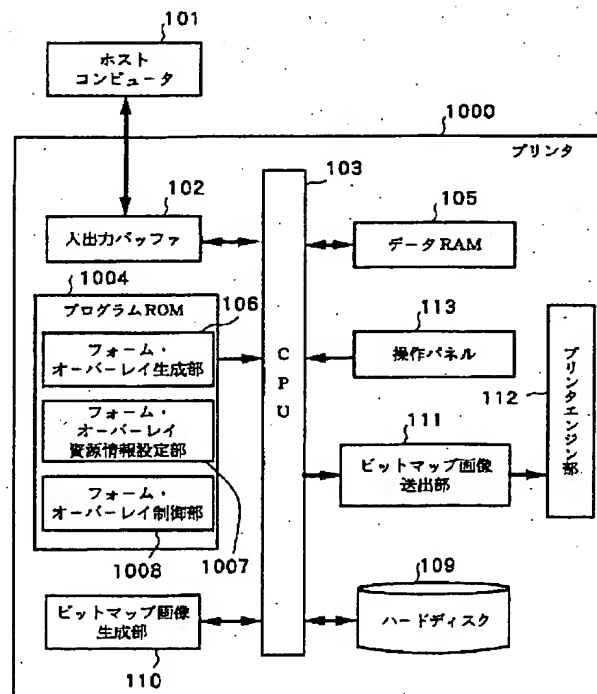 101
ホスト
コンピュータ
1000
プリンタ
102
入出力バッファ
103
CPU
105
データRAM
1004
プログラムROM
106
フォーム・
オーバーレイ生成部
フォーム・
オーバーレイ
資源情報設定部
フォーム・
オーバーレイ制御部
1008
1007
113
操作パネル
112
プリンタエンジン部
111
ビットマップ画像
送出部
109
ハードディスク
ビットマップ画像
生成部
110